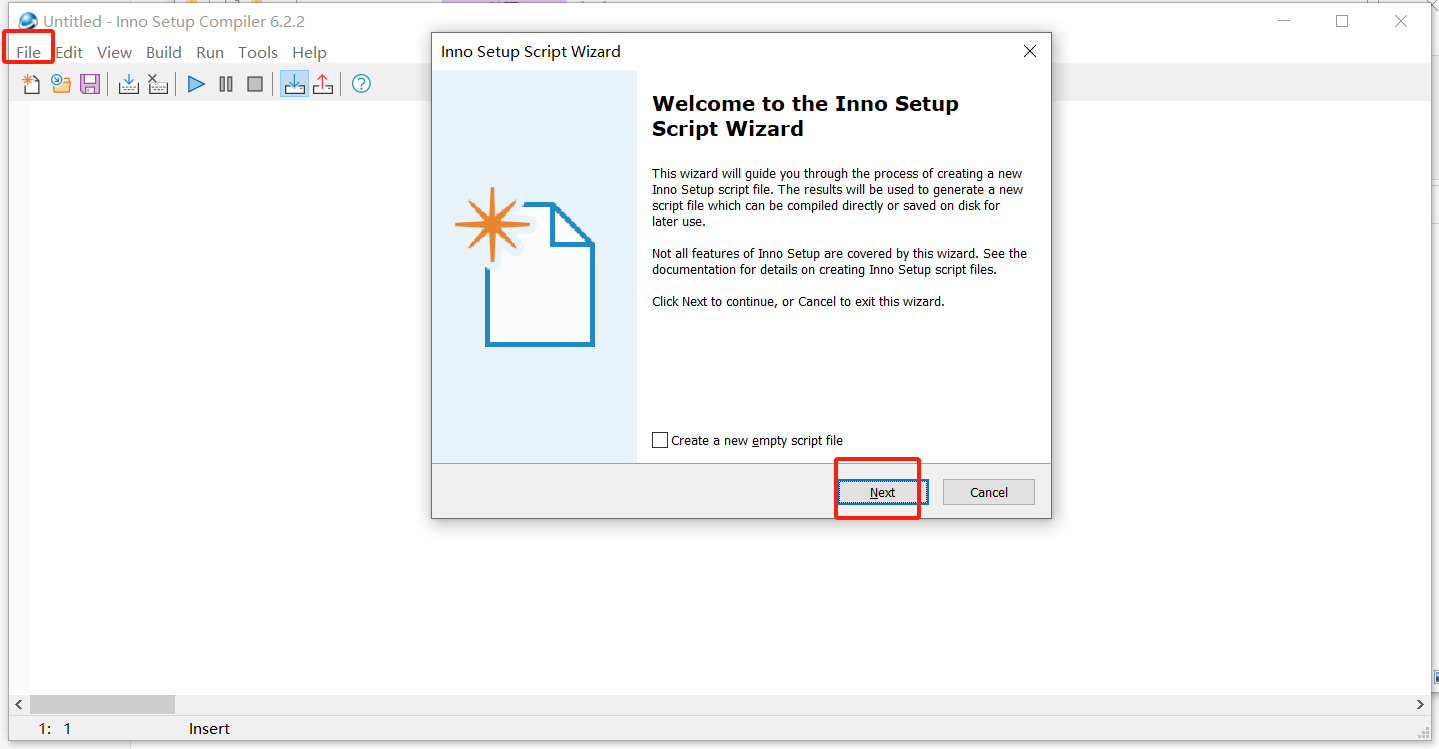 Untitled - Inno Setup Compiler 6.2.2
File Edit View Build Run Tools Help
Inno Setup Script Wizard
Welcome to the Inno Setup
Script Wizard
This wizard will guide you through the process of creating a new
Inno Setup script file. The results will be used to generate a new
script file which can be compiled directly or saved on disk for
later use.
Not all features of Inno Setup are covered by this wizard. See the
documentation for details on creating Inno Setup script files.
Click Next to continue, or Cancel to exit this wizard.
Create a new empty script file
Next Cancel
1: 1 Insert